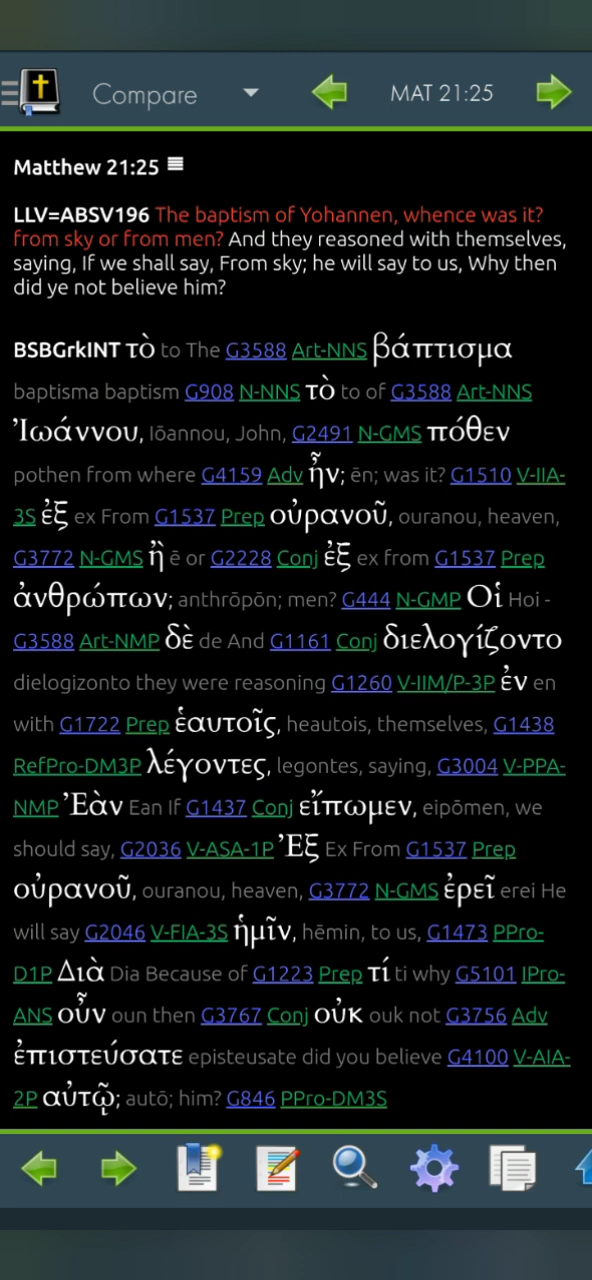 Compare MAT 21:25
Matthew 21:25
LLV=ABSV196 The baptism of Yohannen, whence was it?
from sky or from men? And they reasoned with themselves,
saying, If we shall say, From sky; he will say to us, Why then
did ye not believe him?
BSBGrkINT τὸ to The G3588 Art-NNS βάπτισμα
baptisma baptism G908 N-NNS τὸ to of G3588 Art-NNS
Ἰωάννου, Iōannou, John, G2491 N-GMS πόθεν
pothen from where G4159 Adv ἦν; ēn; was it? G1510 V-IIA-
3S ἐξ ex From G1537 Prep οὐρανοῦ, ouranou, heaven,
G3772 N-GMS ἢ ē or G2228 Conj ἐξ ex from G1537 Prep
ἀνθρώπων; anthrōpōn; men? G444 N-GMP Οἱ Hoi -
G3588 Art-NMP δὲ de And G1161 Conj διελογίζοντο
dielogizonto they were reasoning G1260 V-IIM/P-3P ἐν en
with G1722 Prep ἑαυτοῖς, heautois, themselves, G1438
RefPro-DM3P λέγοντες, legontes, saying, G3004 V-PPA-
NMP Ἐὰν Ean If G1437 Conj εἴπωμεν, eipōmen, we
should say, G2036 V-ASA-1P Ἐξ Ex From G1537 Prep
οὐρανοῦ, ouranou, heaven, G3772 N-GMS ἐρεῖ erei He
will say G2046 V-FIA-3S ἡμῖν, hēmin, to us, G1473 PPro-
D1P Διὰ Dia Because of G1223 Prep τί ti why G5101 IPro-
ANS οὖν oun then G3767 Conj οὐκ ouk not G3756 Adv
ἐπιστεύσατε episteusate did you believe G4100 V-AIA-
2P αὐτῷ; autō; him? G846 PPro-DM3S